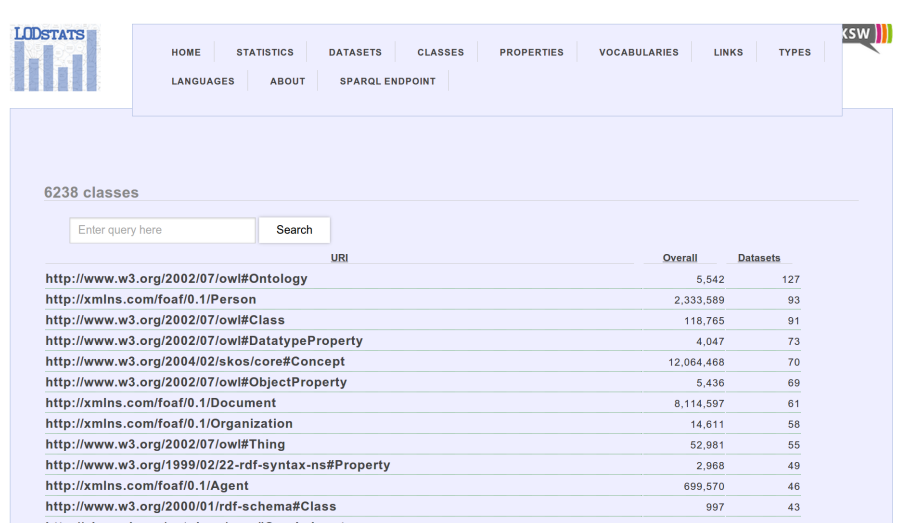 LODSTATS
HOME STATISTICS DATASETS CLASSES PROPERTIES VOCABULARIES LINKS TYPES
LANGUAGES ABOUT SPARQL ENDPOINT
KSW
6238 classes
Enter query here Search
URI Overall Datasets
http://www.w3.org/2002/07/owl#Ontology 5,542 127
http://xmlns.com/foaf/0.1/Person 2,333,589 93
http://www.w3.org/2002/07/owl#Class 118,765 91
http://www.w3.org/2002/07/owl#DatatypeProperty 4,047 73
http://www.w3.org/2004/02/skos/core#Concept 12,064,468 70
http://www.w3.org/2002/07/owl#ObjectProperty 5,436 69
http://xmlns.com/foaf/0.1/Document 8,114,597 61
http://xmlns.com/foaf/0.1/Organization 14,611 58
http://www.w3.org/2002/07/owl#Thing 52,981 55
http://www.w3.org/1999/02/22-rdf-syntax-ns#Property 2,968 49
http://xmlns.com/foaf/0.1/Agent 699,570 46
http://www.w3.org/2000/01/rdf-schema#Class 997 43